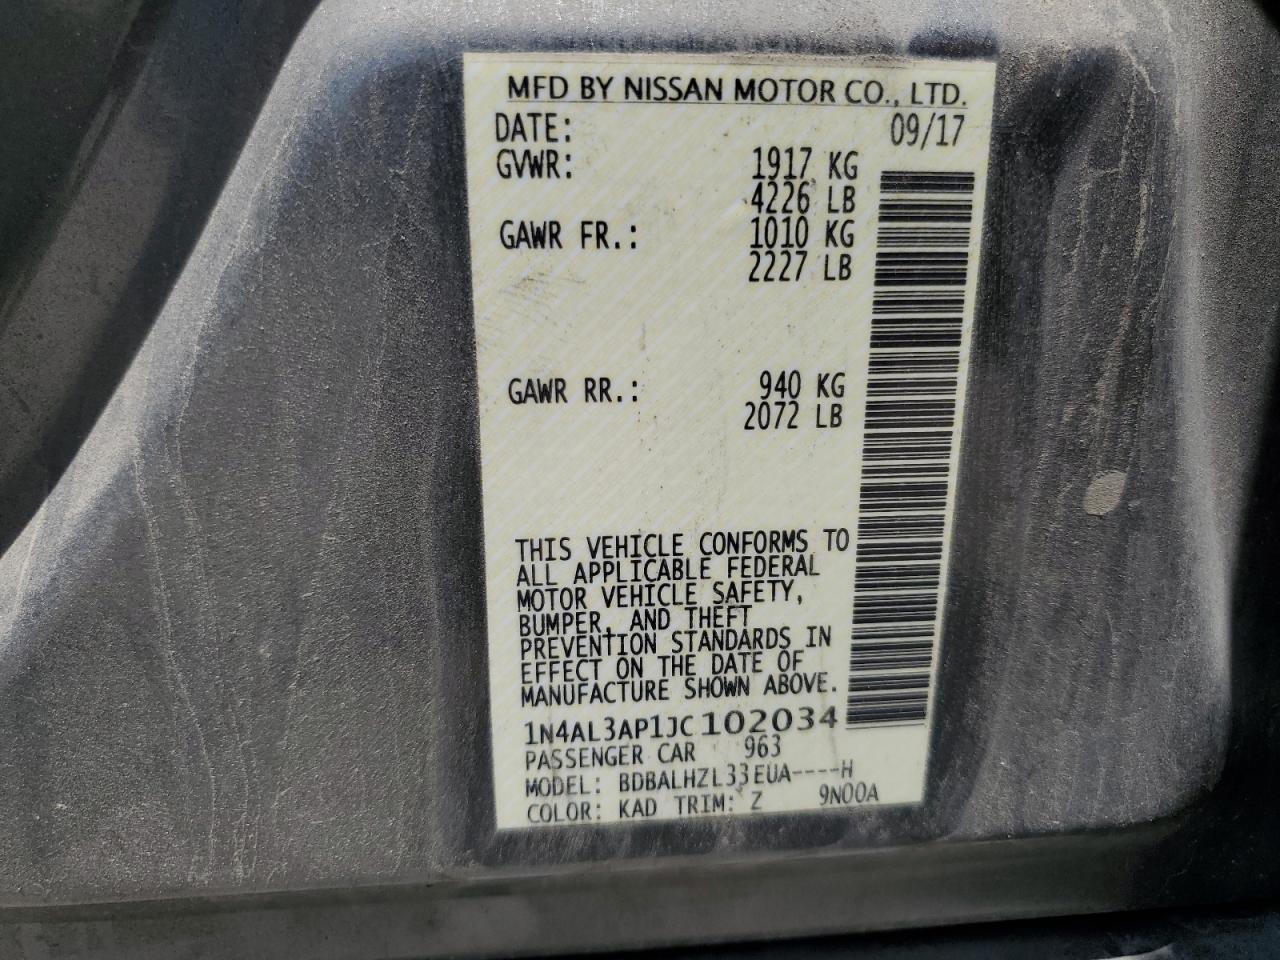 MFD BY NISSAN MOTOR CO., LTD.
DATE: 09/17
GVWR: 1917 KG
4226 LB
GAWR FR.: 1010 KG
2227 LB
GAWR RR.: 940 KG
2072 LB
THIS VEHICLE CONFORMS TO
ALL APPLICABLE FEDERAL
MOTOR VEHICLE SAFETY,
BUMPER, AND THEFT
PREVENTION STANDARDS IN
EFFECT ON THE DATE OF
MANUFACTURE SHOWN ABOVE.
1N4AL3AP1JC102034
PASSENGER CAR 963
MODEL: BDBALHZL33EUA----H
COLOR: KAD TRIM: Z 9N00A